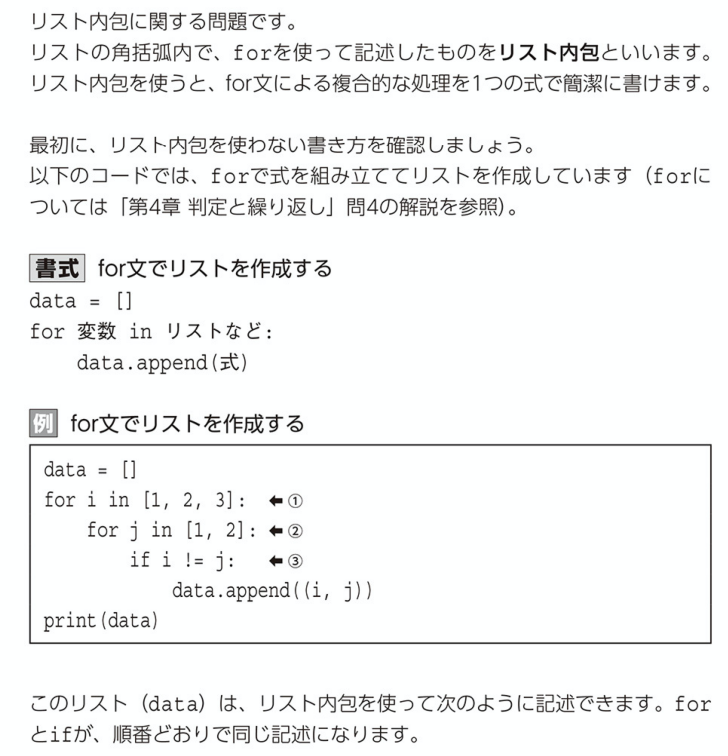 リスト内包に関する問題です。
リストの角括弧内で、forを使って記述したものをリスト内包といいます。
リスト内包を使うと、for文による複合的な処理を1つの式で簡潔に書けます。
最初に、リスト内包を使わない書き方を確認しましょう。
以下のコードでは、forで式を組み立ててリストを作成しています（forに
ついては「第4章 判定と繰り返し」問4の解説を参照）。
書式 for文でリストを作成する
data = []
for 変数 in リストなど:
    data.append(式)
例 for文でリストを作成する
data = []
for i in [1, 2, 3]: ⬅①
    for j in [1, 2]: ⬅②
        if i != j: ⬅③
            data.append((i, j))
print(data)
このリスト（data）は、リスト内包を使って次のように記述できます。for
とifが、順番どおりで同じ記述になります。